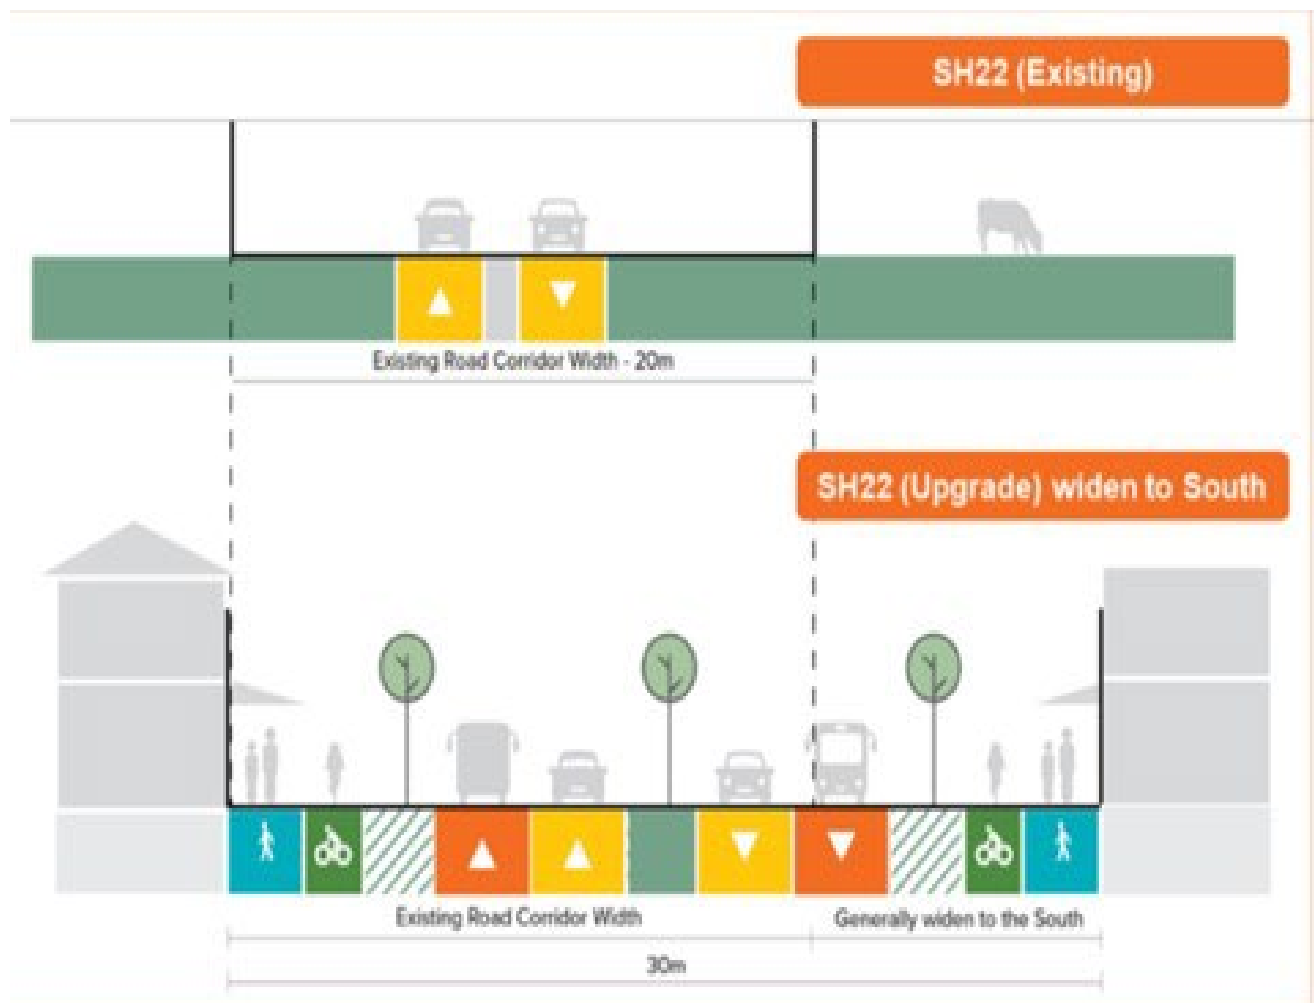 SH22 (Existing)
Existing Road Corridor Width - 20m
SH22 (Upgrade) widen to South
Existing Road Corridor Width
Generally widen to the South
30m